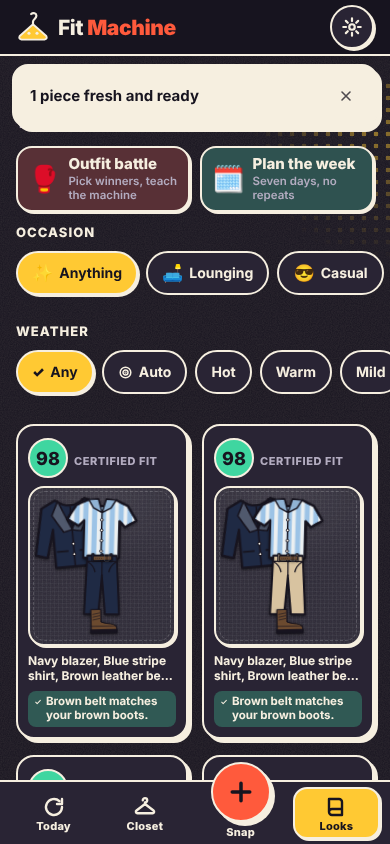 Fit Machine
1 piece fresh and ready
Outfit battle
Pick winners, teach
the machine
Plan the week
Seven days, no
repeats
OCCASION
Anything
Lounging
Casual
WEATHER
Any
Auto
Hot
Warm
Mild
98 CERTIFIED FIT
98 CERTIFIED FIT
Navy blazer, Blue stripe
shirt, Brown leather be...
Brown belt matches
your brown boots.
Navy blazer, Blue stripe
shirt, Brown leather be...
Brown belt matches
your brown boots.
Today
Closet
Snap
Looks